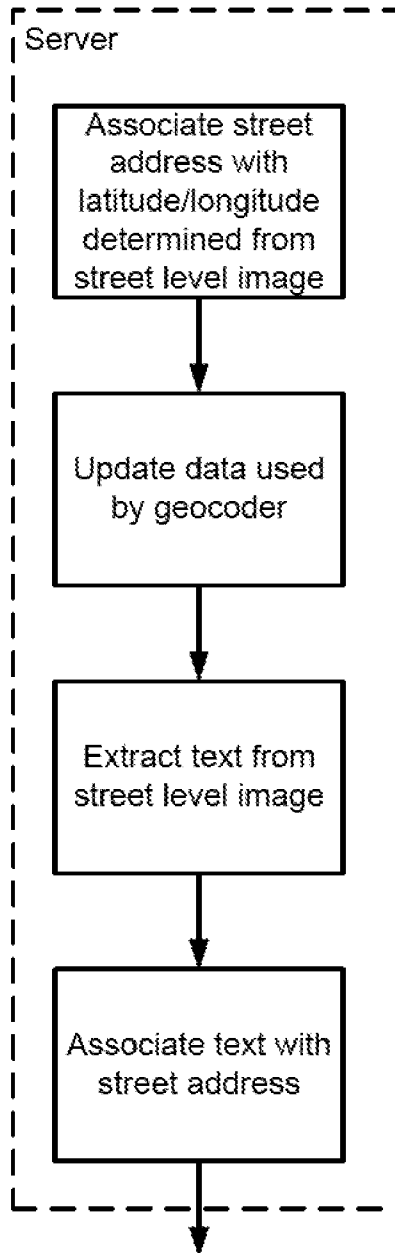 Server
Associate street
address with
latitude/longitude
determined from
street level image
Update data used
by geocoder
Extract text from
street level image
Associate text with
street address